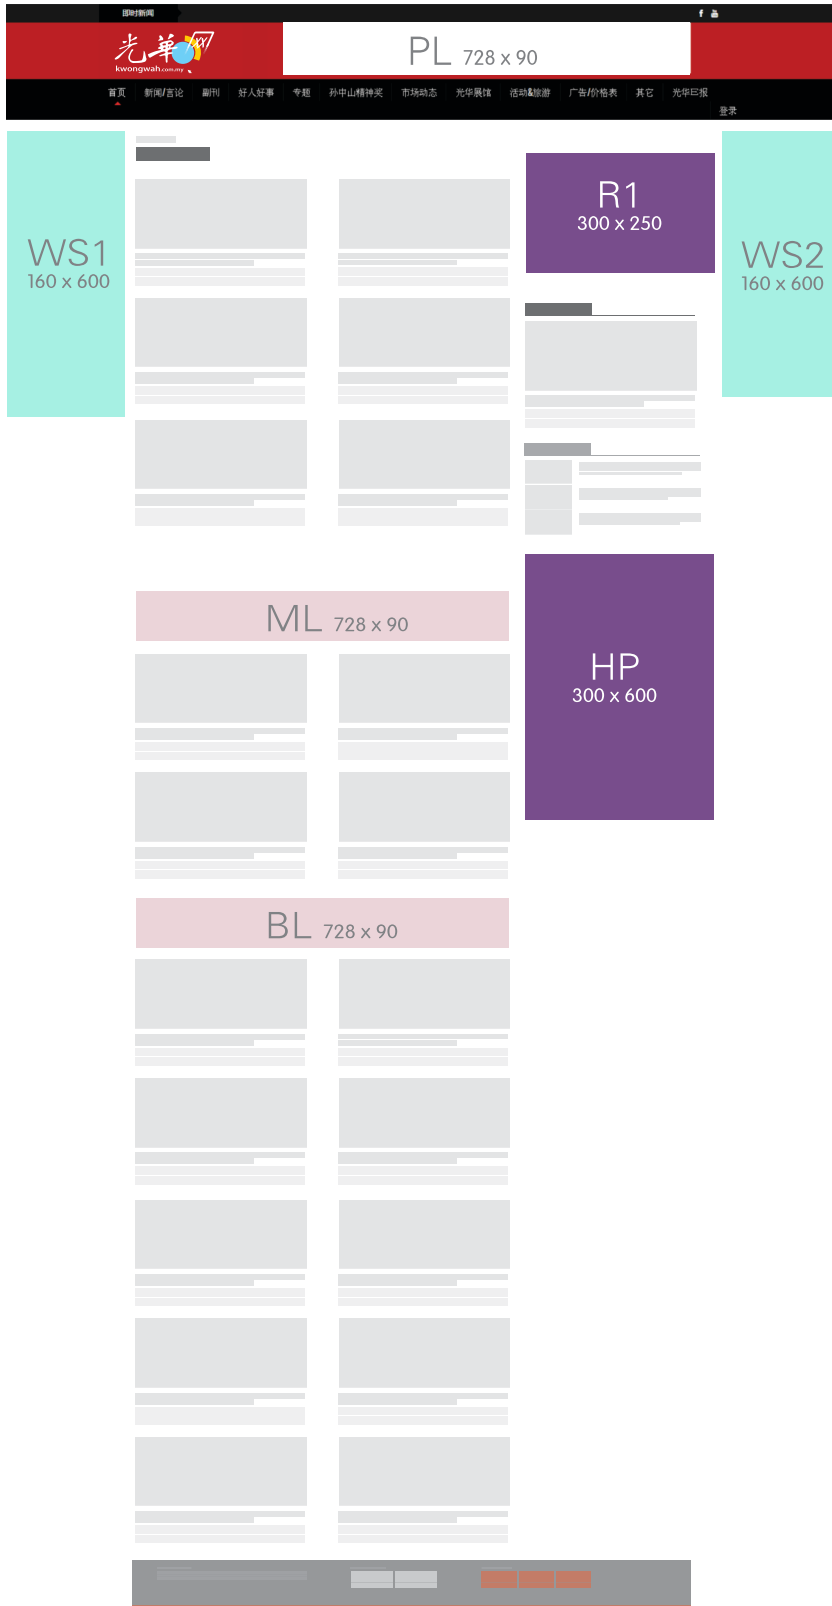 即时新闻
光華网
kwongwah.com.my
PL 728 x 90
首页 新闻/言论 副刊 好人好事 专题 孙中山精神奖 市场动态 光华展馆 活动&旅游 广告/价格表 其它 光华日报
登录
WS1
160 x 600
R1
300 x 250
WS2
160 x 600
ML 728 x 90
HP
300 x 600
BL 728 x 90